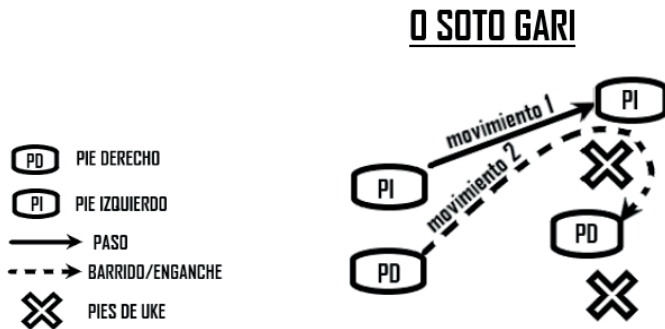 O SOTO GARI
movimiento 1
PI
movimiento 2
PI
PD
PD
PD PIE DERECHO
PI PIE IZQUIERDO
PASO
BARRIDO/ENGANCHE
PIES DE UKE